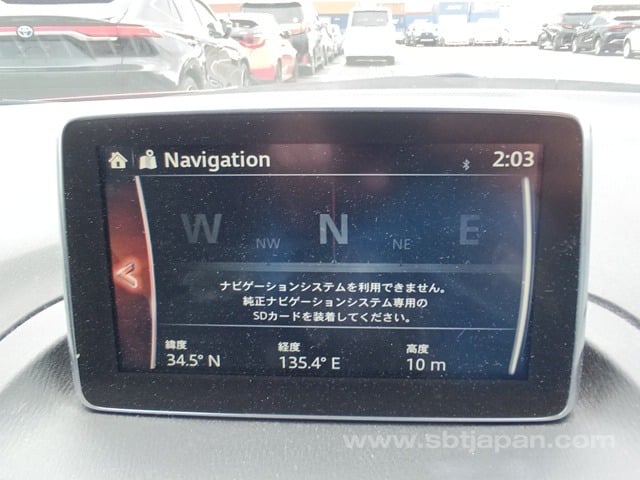 Navigation
2:03
W NW N NE E
ナビゲーションシステムを利用できません。
純正ナビゲーションシステム専用の
SDカードを装着してください。
緯度 経度 高度
34.5° N 135.4° E 10 m
www.sbtjapan.com